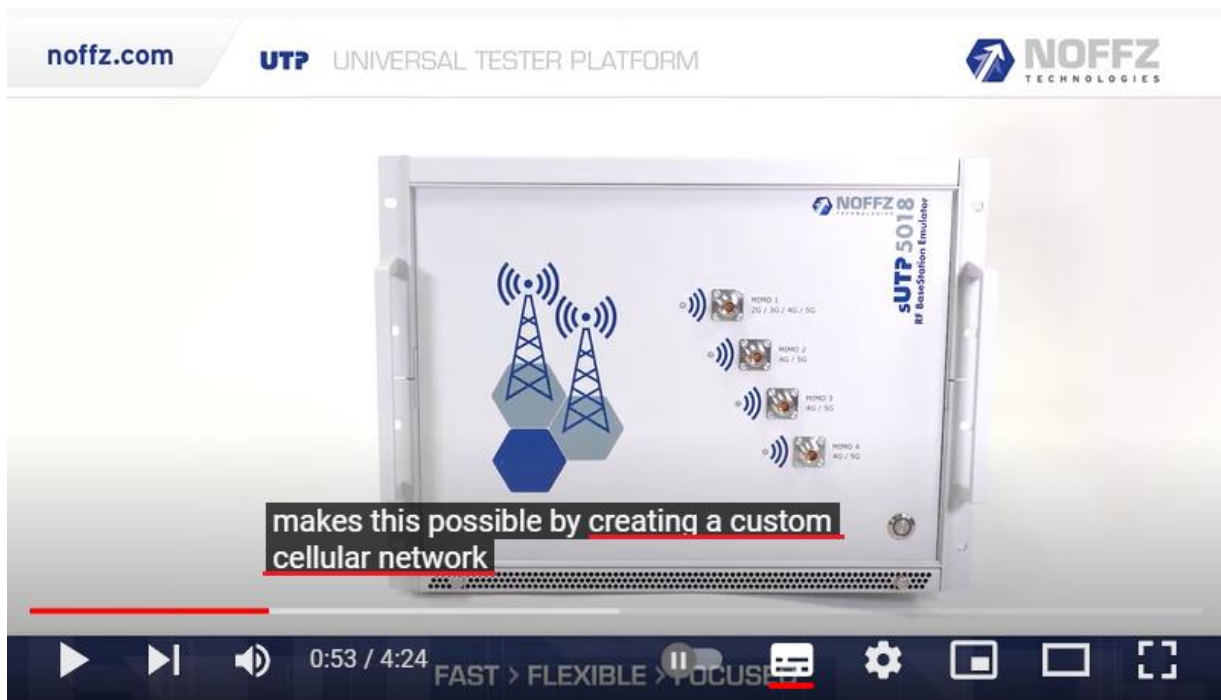 noffz.com
UTP UNIVERSAL TESTER PLATFORM
NOFFZ
TECHNOLOGIES
NOFFZ
TECHNOLOGIES
sUTP 5018
RF BaseStation Emulator
MIMO 1
2G / 3G / 4G / 5G
MIMO 2
4G / 5G
MIMO 3
4G / 5G
MIMO 4
4G / 5G
makes this possible by creating a custom
cellular network
0:53 / 4:24
FAST > FLEXIBLE > FOCUSED